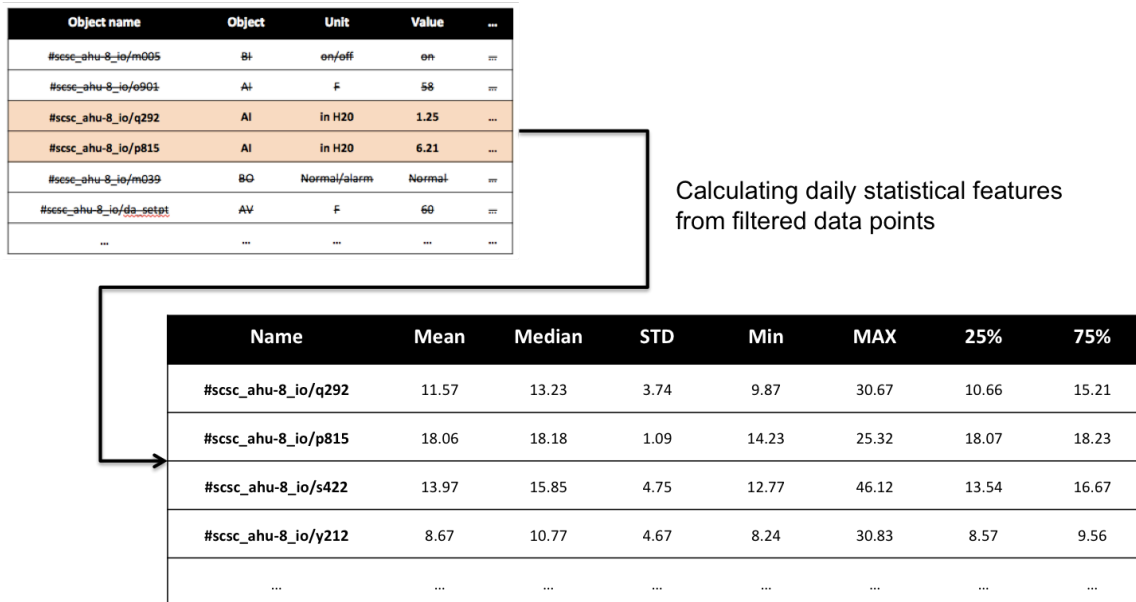 Object name Object Unit Value ...
#scsc_ahu-8_io/m005 BI on/off on ...
#scsc_ahu-8_io/o901 AI F 58 ...
#scsc_ahu-8_io/q292 AI in H20 1.25 ...
#scsc_ahu-8_io/p815 AI in H20 6.21 ...
#scsc_ahu-8_io/m039 BO Normal/alarm Normal ...
#scsc_ahu-8_io/da_setpt AV F 60 ...
... ... ... ... ...
Calculating daily statistical features
from filtered data points
Name Mean Median STD Min MAX 25% 75%
#scsc_ahu-8_io/q292 11.57 13.23 3.74 9.87 30.67 10.66 15.21
#scsc_ahu-8_io/p815 18.06 18.18 1.09 14.23 25.32 18.07 18.23
#scsc_ahu-8_io/s422 13.97 15.85 4.75 12.77 46.12 13.54 16.67
#scsc_ahu-8_io/y212 8.67 10.77 4.67 8.24 30.83 8.57 9.56
... ... ... ... ... ... ... ...